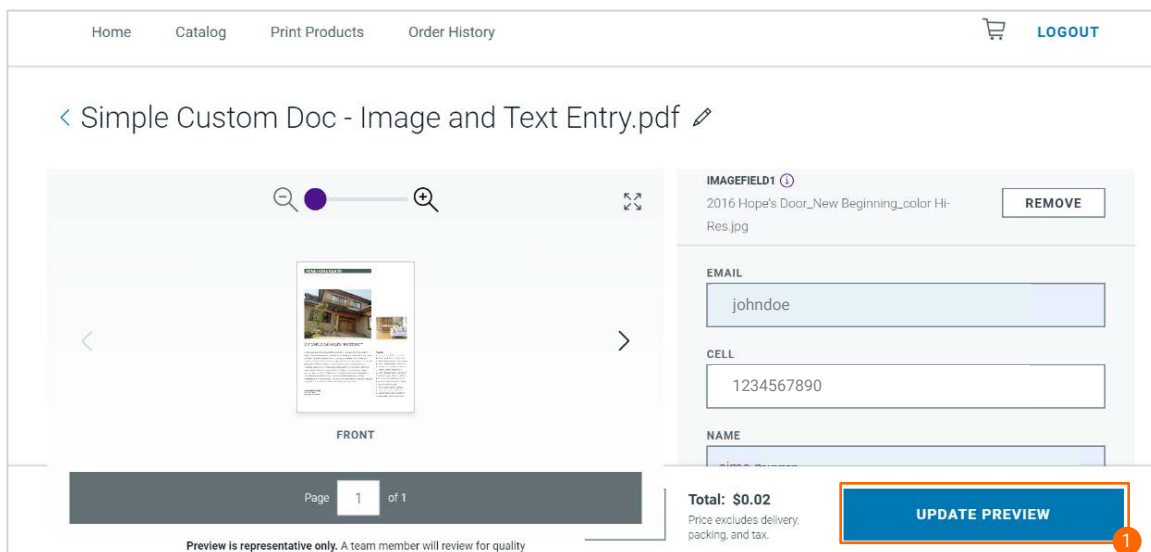 Home Catalog Print Products Order History LOGOUT
Simple Custom Doc - Image and Text Entry.pdf
IMAGEFIELD1
2016 Hope's Door_New Beginning_color Hi-
Res.jpg
REMOVE
EMAIL
johndoe
CELL
1234567890
NAME
FRONT
Page 1 of 1
Preview is representative only. A team member will review for quality
Total: $0.02
Price excludes delivery,
packing, and tax.
UPDATE PREVIEW
1